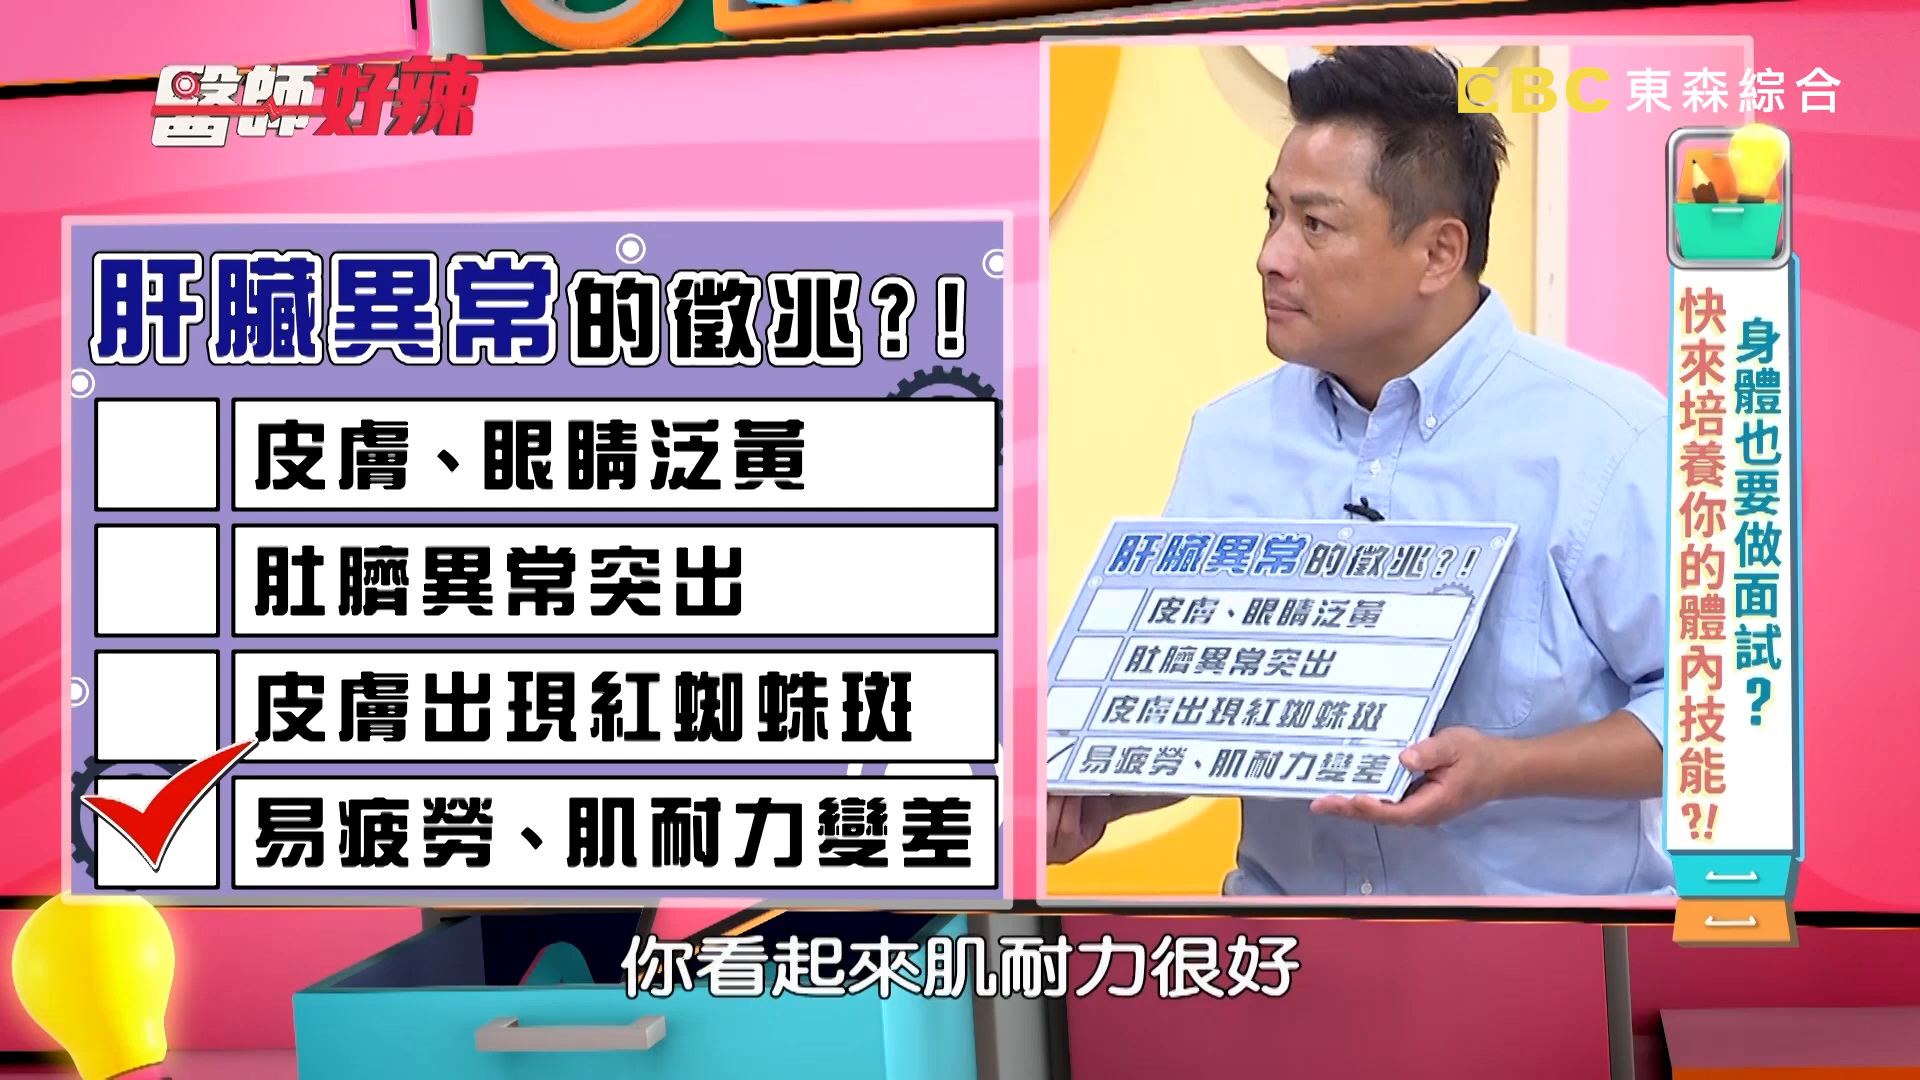 醫師好辣
EBC 東森綜合
肝臟異常的徵兆?!
皮膚、眼睛泛黃
肚臍異常突出
皮膚出現紅蜘蛛斑
易疲勞、肌耐力變差
肝臟異常的徵兆?!
皮膚、眼睛泛黃
肚臍異常突出
皮膚出現紅蜘蛛斑
易疲勞、肌耐力變差
身體也要做面試?
快來培養你的體內技能?!
你看起來肌耐力很好